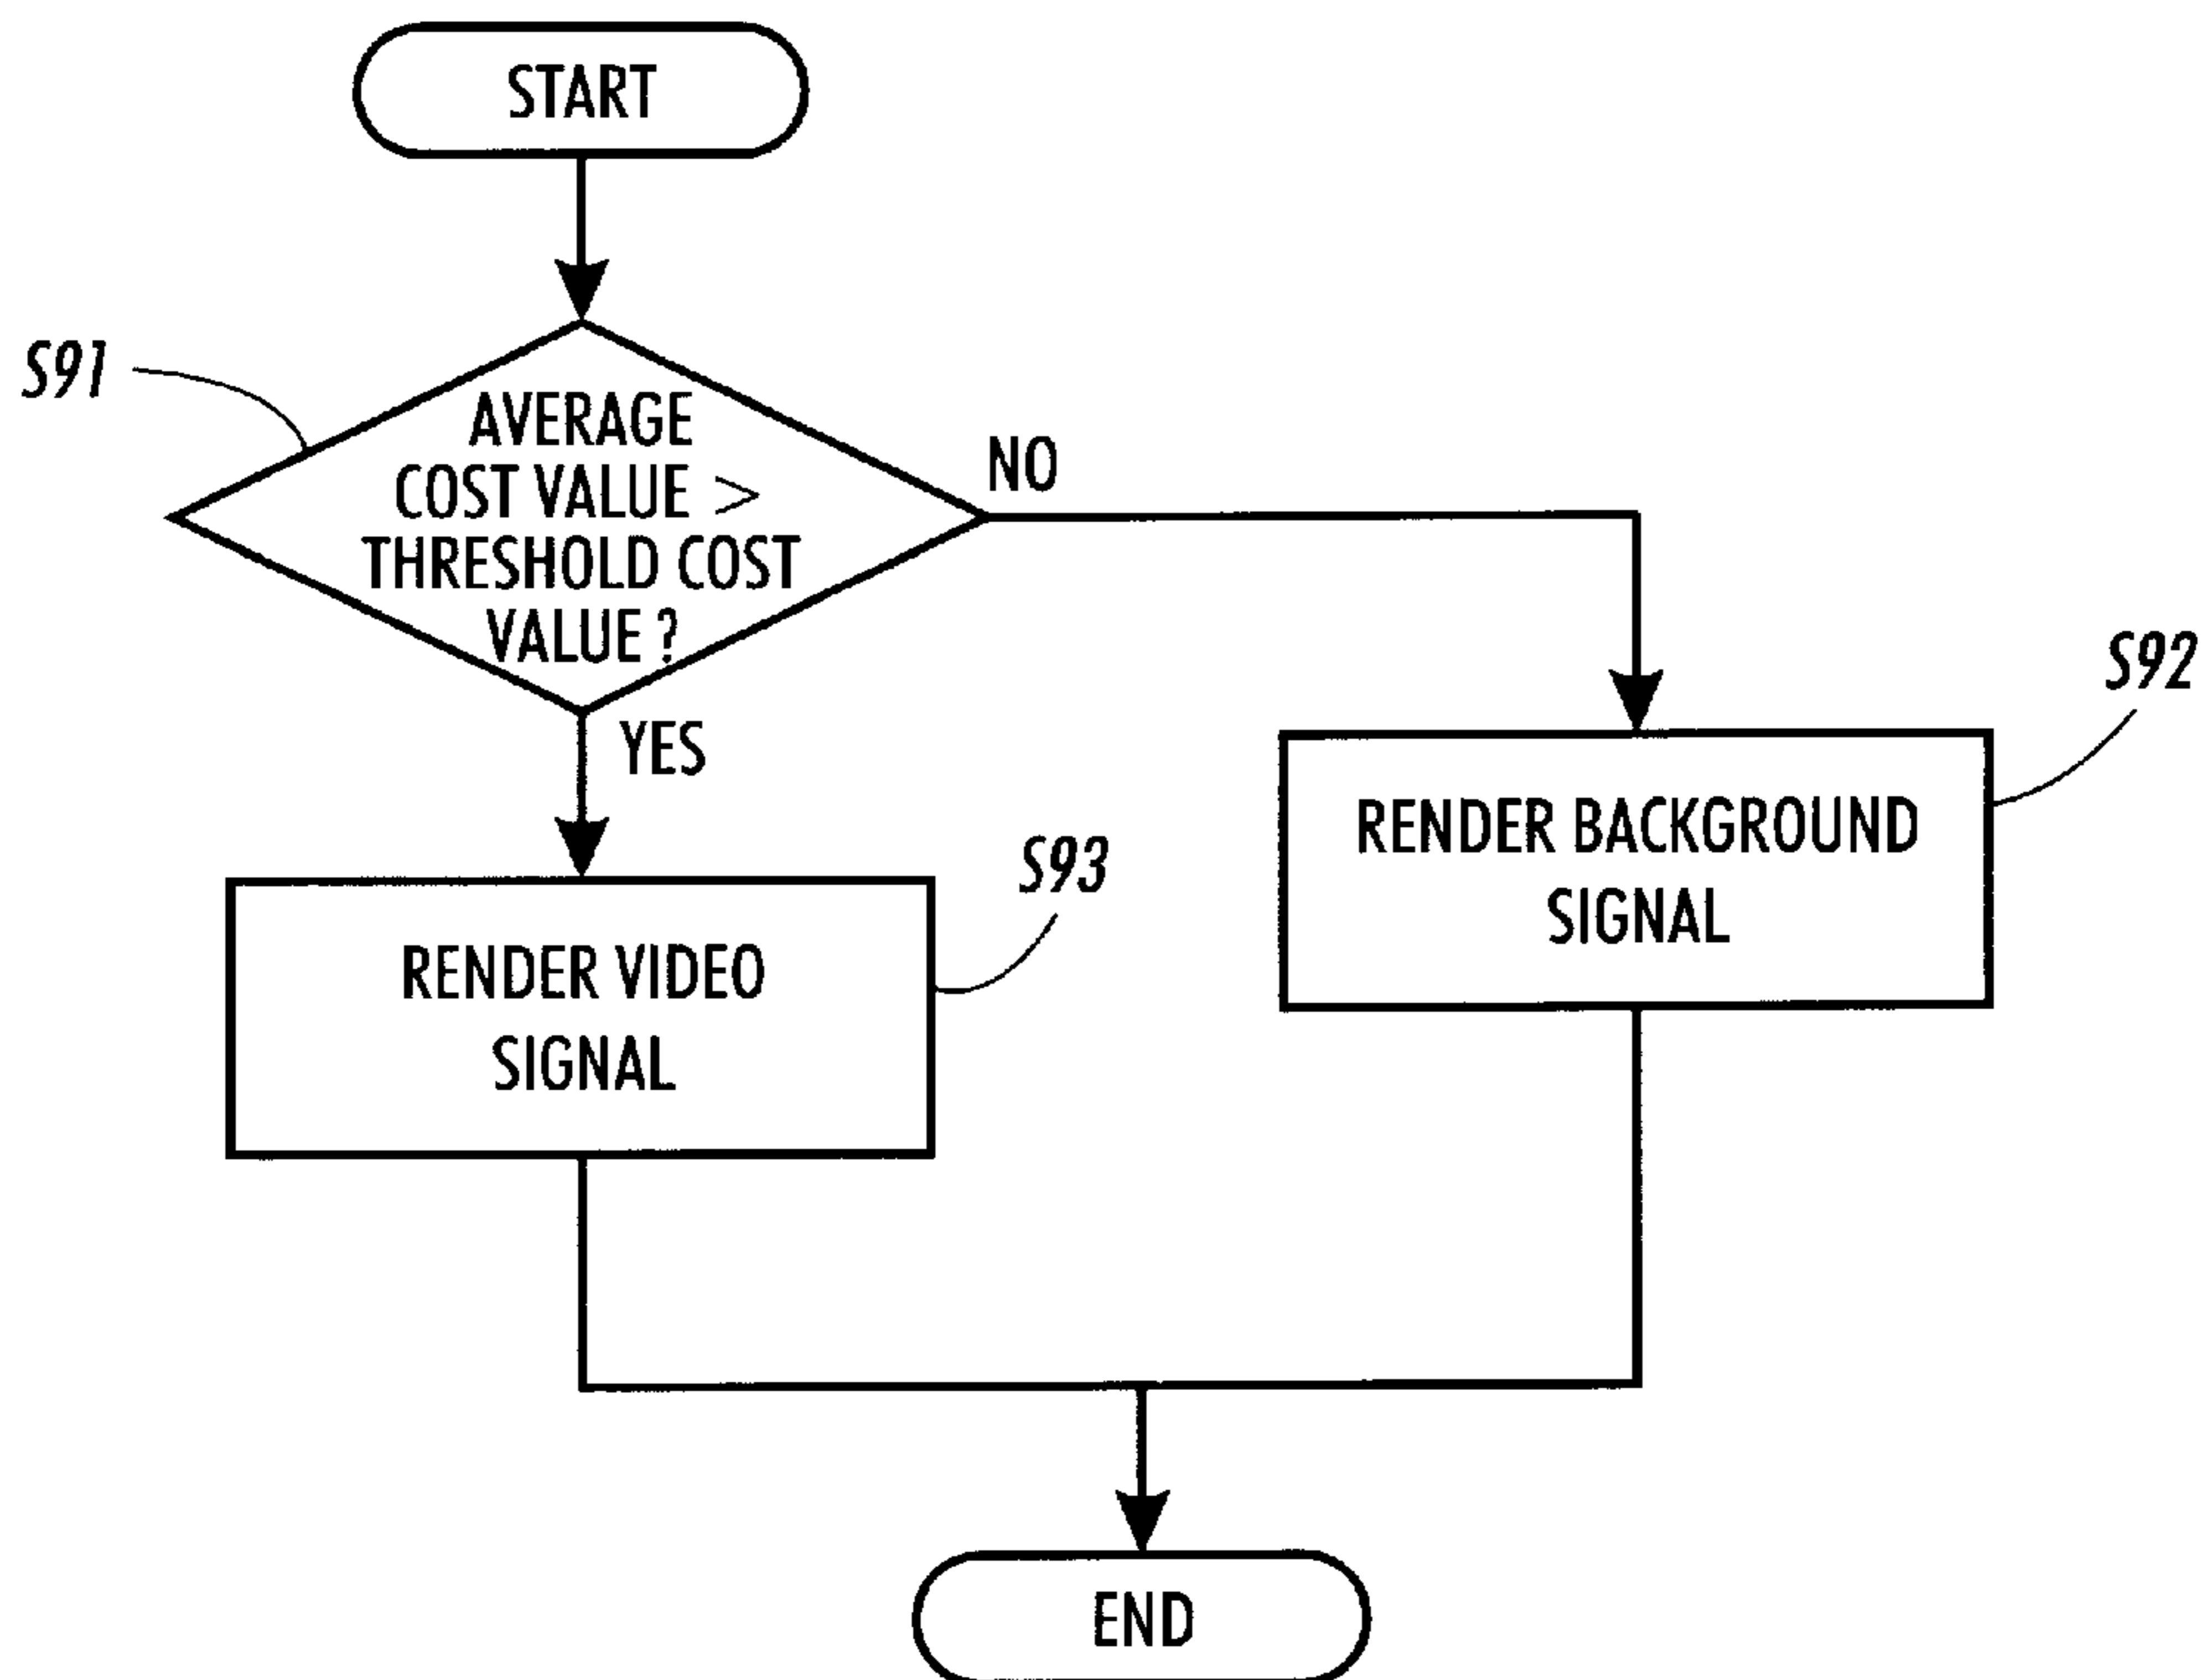 START
S91
AVERAGE
COST VALUE >
THRESHOLD COST
VALUE ?
NO
YES
S92
RENDER BACKGROUND
SIGNAL
S93
RENDER VIDEO
SIGNAL
END